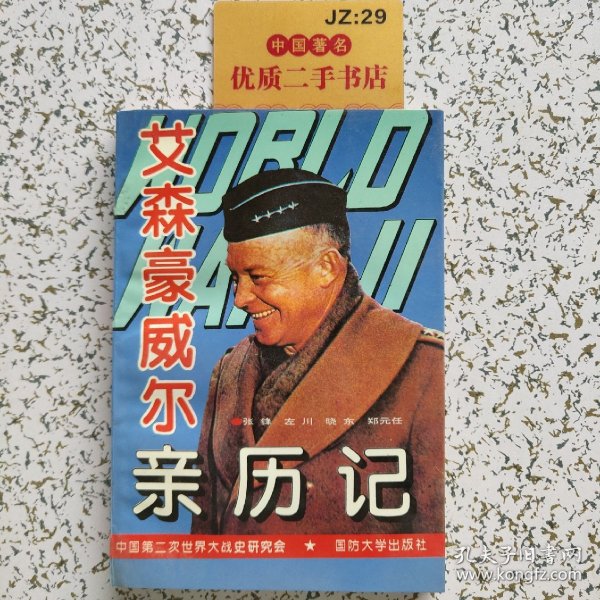 JZ:29
中国著名
优质二手书店
WORLD
WAR II
艾森豪威尔
张锋 左川 晓东 郑元任
亲历记
中国第二次世界大战史研究会 ★ 国防大学出版社
孔夫子旧书网
www.kongfz.com